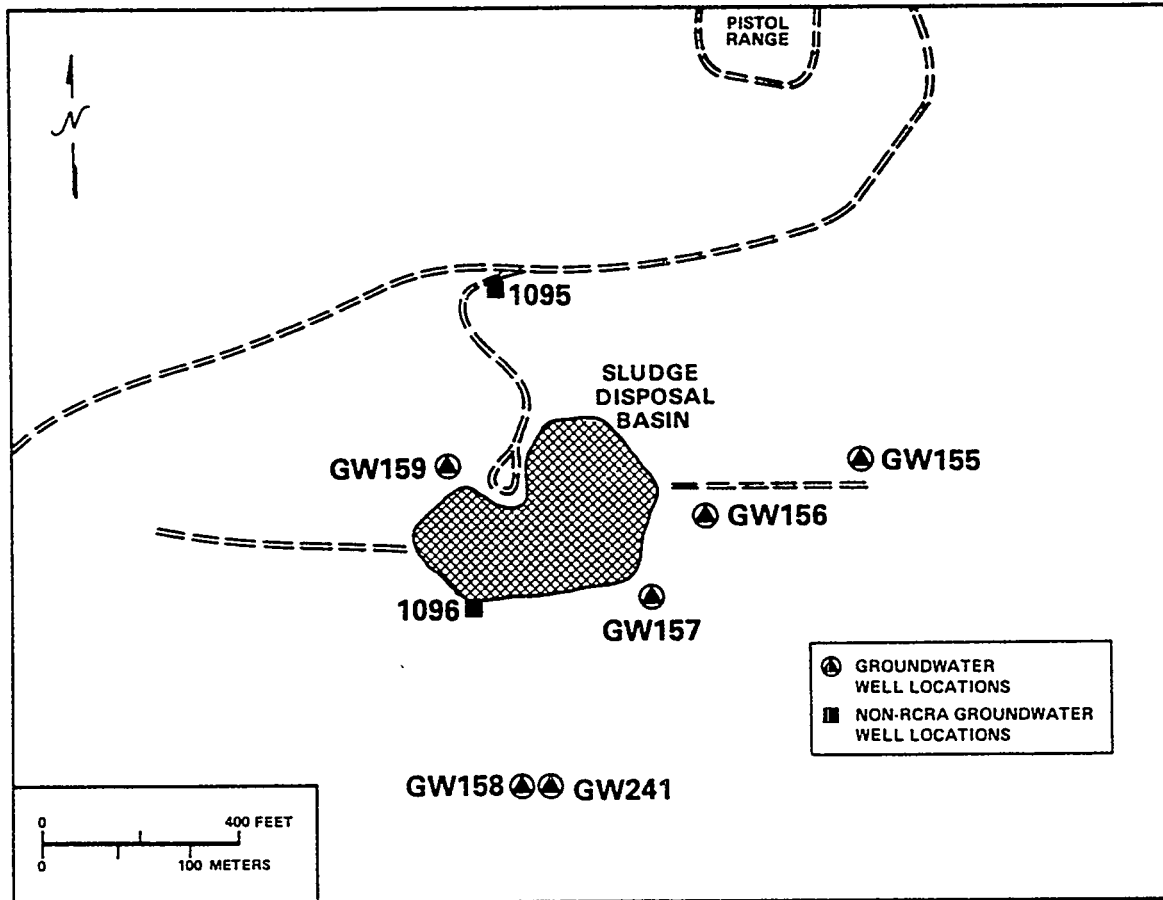 PISTOL
RANGE
N
1095
SLUDGE
DISPOSAL
BASIN
GW159
GW155
GW156
1096
GW157
GROUNDWATER
WELL LOCATIONS
NON-RCRA GROUNDWATER
WELL LOCATIONS
GW158 GW241
0 400 FEET
0 100 METERS